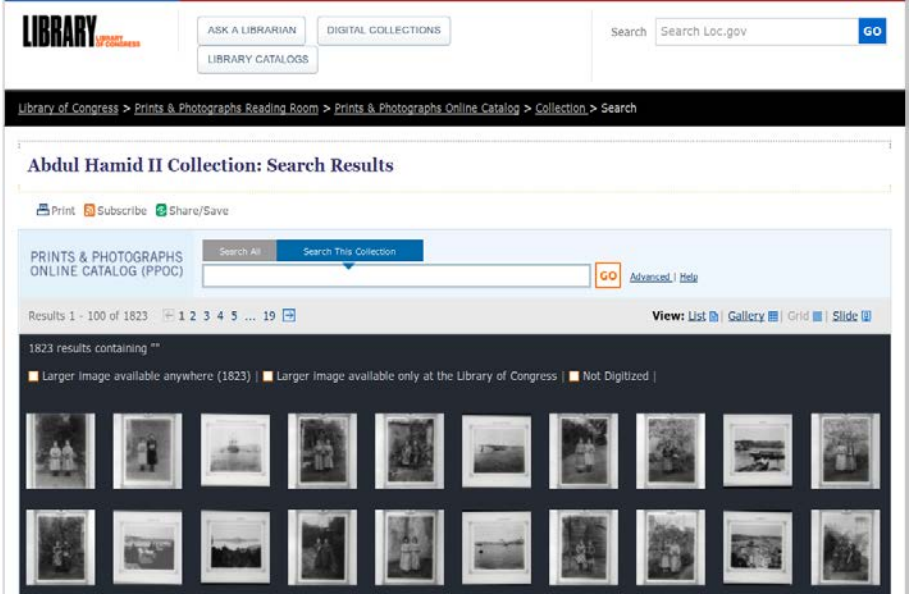 LIBRARY LIBRARY OF CONGRESS
ASK A LIBRARIAN DIGITAL COLLECTIONS
LIBRARY CATALOGS
Search Search Loc.gov GO
Library of Congress > Prints & Photographs Reading Room > Prints & Photographs Online Catalog > Collection > Search
Abdul Hamid II Collection: Search Results
Print Subscribe Share/Save
Search All Search This Collection
PRINTS & PHOTOGRAPHS
ONLINE CATALOG (PPOC)
GO Advanced | Help
Results 1 - 100 of 1823 1 2 3 4 5 ... 19 View: List | Gallery | Grid | Slide
1823 results containing ""
Larger image available anywhere (1823) | Larger image available only at the Library of Congress | Not Digitized |